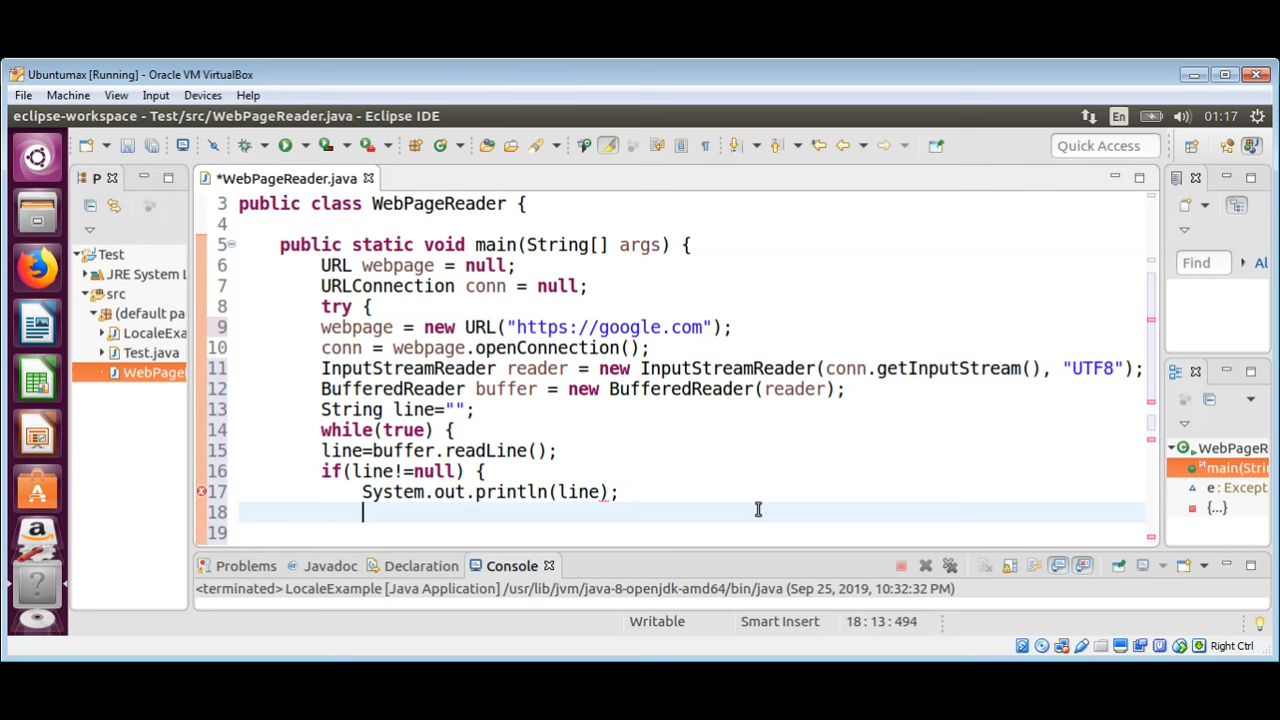 Ubuntumax [Running] - Oracle VM VirtualBox
File Machine View Input Devices Help
eclipse-workspace - Test/src/WebPageReader.java - Eclipse IDE
En 01:17
Quick Access
P
*WebPageReader.java
3 public class WebPageReader {
4
5 public static void main(String[] args) {
6 URL webpage = null;
7 URLConnection conn = null;
8 try {
9 webpage = new URL("https://google.com");
10 conn = webpage.openConnection();
11 InputStreamReader reader = new InputStreamReader(conn.getInputStream(), "UTF8");
12 BufferedReader buffer = new BufferedReader(reader);
13 String line="";
14 while(true) {
15 line=buffer.readLine();
16 if(line!=null) {
17 System.out.println(line);
18
19
Test
JRE System L
src
(default pa
LocaleExa
Test.java
WebPageI
Find Al
WebPageR
main(Strin
e : Except
{...}
Problems Javadoc Declaration Console
<terminated> LocaleExample [Java Application] /usr/lib/jvm/java-8-openjdk-amd64/bin/java (Sep 25, 2019, 10:32:32 PM)
Writable Smart Insert 18:13:494
Right Ctrl